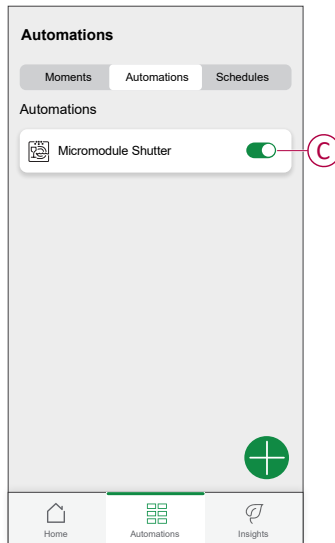 Automations
Moments Automations Schedules
Automations
Micromodule Shutter
C
Home Automations Insights